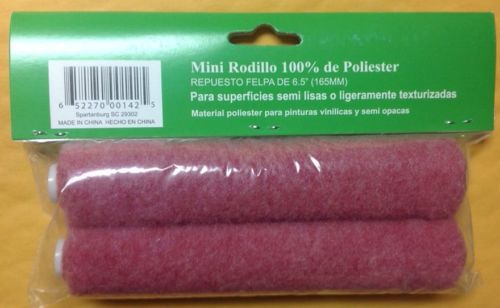 Mini Rodillo 100% de Poliester
REPUESTO FELPA DE 6.5" (165MM)
Para superficies semi lisas o ligeramente texturizadas
Material poliester para pinturas vinilicas y semi opacas
6 52270 00142 5
Spartanburg SC 29302
MADE IN CHINA HECHO EN CHINA